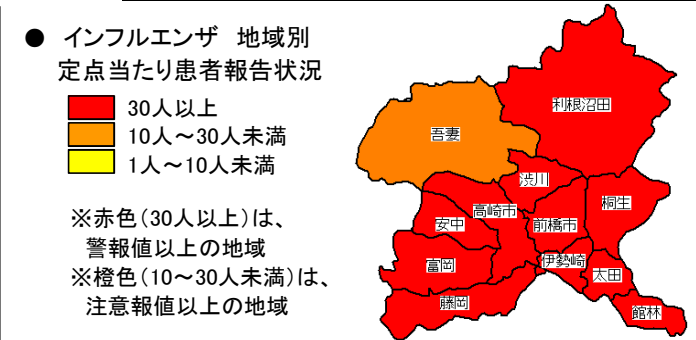 ● インフルエンザ 地域別
定点当たり患者報告状況
30人以上
10人～30人未満
1人～10人未満
※赤色(30人以上)は、
警報値以上の地域
※橙色(10～30人未満)は、
注意報値以上の地域
利根沼田
吾妻
渋川
桐生
高崎市
安中
前橋市
伊勢崎
富岡
太田
藤岡
館林